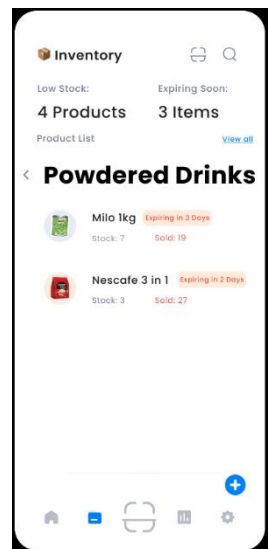 Inventory
Low Stock: Expiring Soon:
4 Products 3 Items
Product List View all
Powdered Drinks
Milo 1kg Expiring in 3 Days
Stock: 7 Sold: 19
Nescafe 3 in 1 Expiring in 2 Days
Stock: 3 Sold: 27